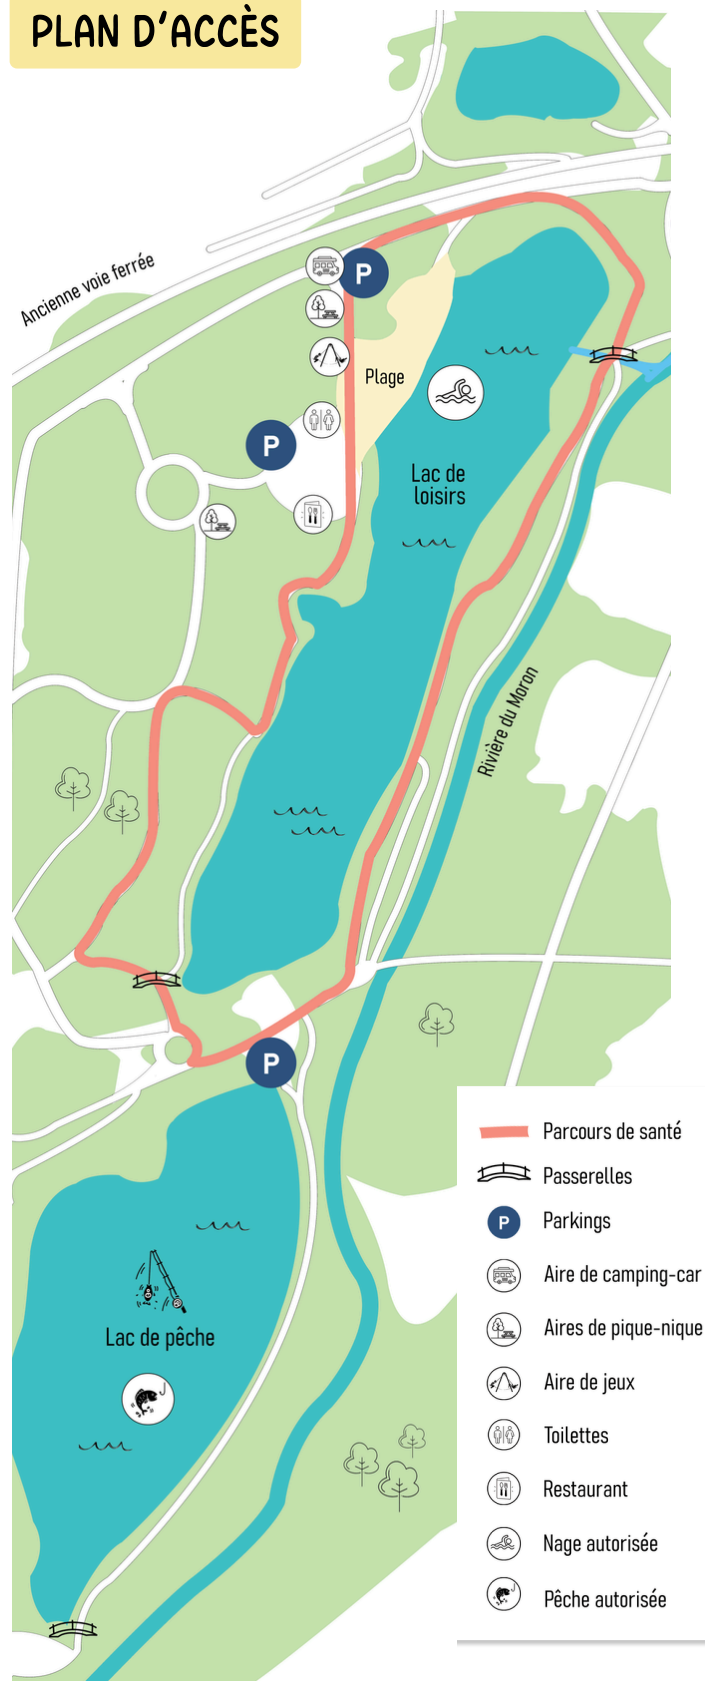 PLAN D'ACCÈS
Ancienne voie ferrée
P
Plage
P
Lac de
loisirs
Rivière du Moron
P
Lac de pêche
Parcours de santé
Passerelles
P Parkings
Aire de camping-car
Aires de pique-nique
Aire de jeux
Toilettes
Restaurant
Nage autorisée
Pêche autorisée